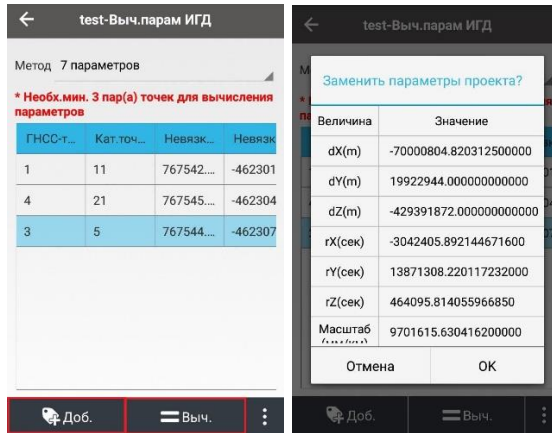 test-Выч.парам ИГД
Метод 7 параметров
* Необх.мин. 3 пар(а) точек для вычисления
параметров
ГНСС-т... Кат.точ... Невязк... Невязк
1 11 767542.... -462301
4 21 767545.... -462304
3 5 767544.... -462307
Доб. Выч.
test-Выч.парам ИГД
Заменить параметры проекта?
Величина Значение
dX(m) -70000804.820312500000
dY(m) 19922944.000000000000
dZ(m) -429391872.000000000000
rX(сек) -3042405.892144671600
rY(сек) 13871308.220117232000
rZ(сек) 464095.814055966850
Масштаб 9701615.630416200000
Отмена OK
Доб. Выч.